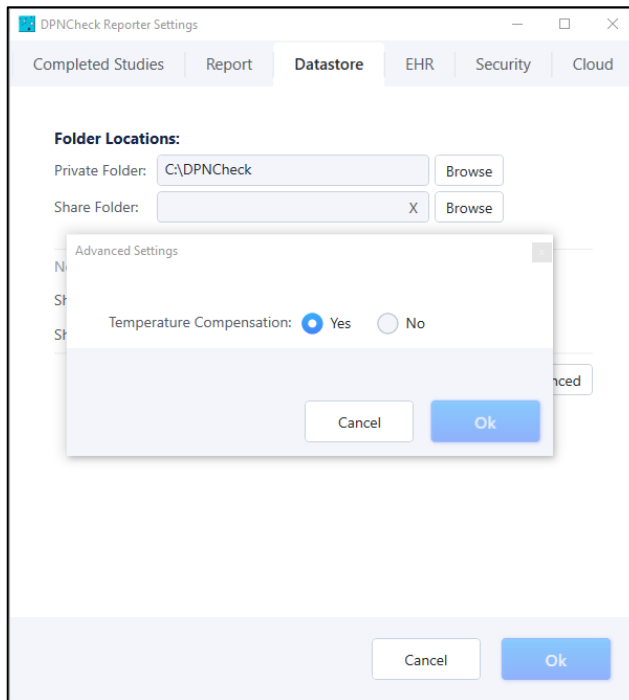 DPNCheck Reporter Settings
Completed Studies Report Datastore EHR Security Cloud
Folder Locations:
Private Folder: C:\DPNCheck Browse
Share Folder: X Browse
Advanced Settings
Temperature Compensation: Yes No
Cancel Ok
Cancel Ok